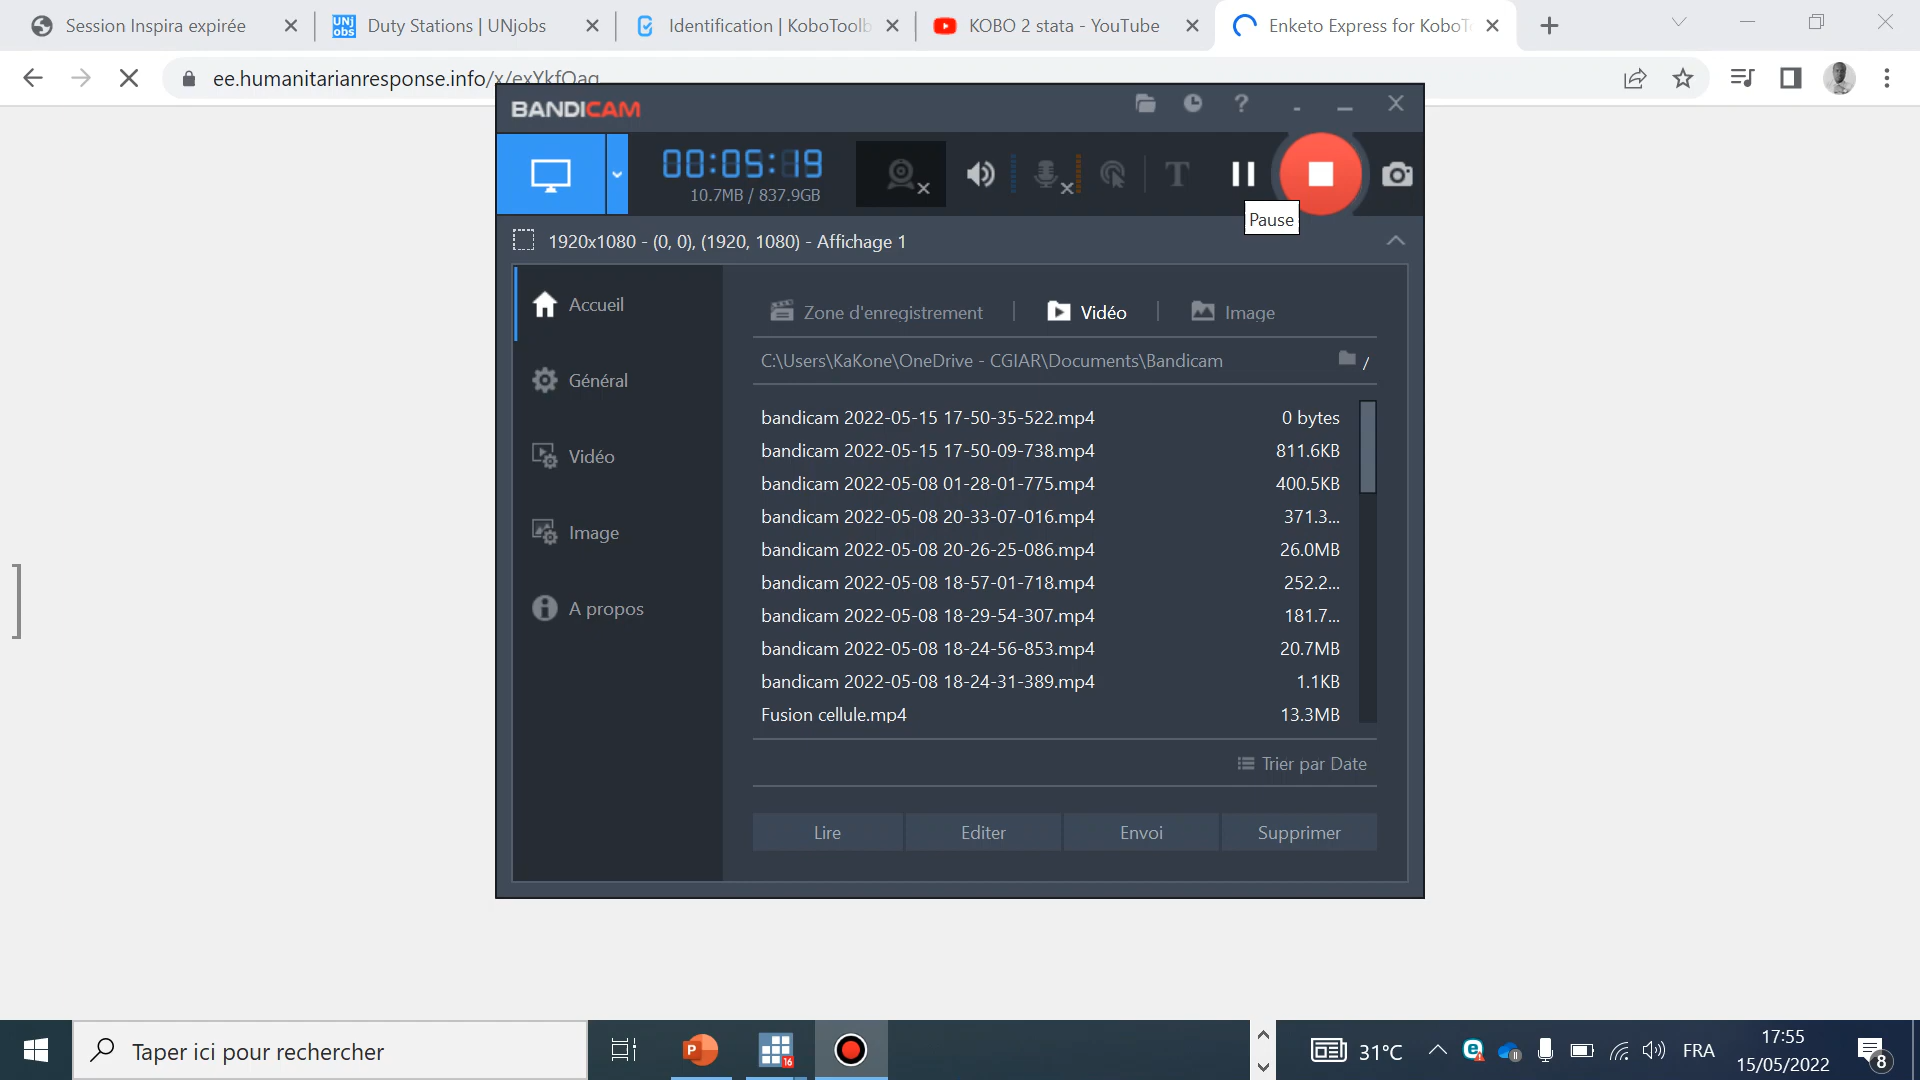 Session Inspira expirée
UNJ obs Duty Stations | UNjobs
Identification | KoboToolb
KOBO 2 stata - YouTube
Enketo Express for KoboTo
ee.humanitarianresponse.info/x/exYkfOaq
BANDICAM
00:05:19
10.7MB / 837.9GB
T
Pause
1920x1080 - (0, 0), (1920, 1080) - Affichage 1
Accueil
Général
Vidéo
Image
A propos
Zone d'enregistrement | Vidéo | Image
C:\Users\KaKone\OneDrive - CGIAR\Documents\Bandicam
/
bandicam 2022-05-15 17-50-35-522.mp4 0 bytes
bandicam 2022-05-15 17-50-09-738.mp4 811.6KB
bandicam 2022-05-08 01-28-01-775.mp4 400.5KB
bandicam 2022-05-08 20-33-07-016.mp4 371.3...
bandicam 2022-05-08 20-26-25-086.mp4 26.0MB
bandicam 2022-05-08 18-57-01-718.mp4 252.2...
bandicam 2022-05-08 18-29-54-307.mp4 181.7...
bandicam 2022-05-08 18-24-56-853.mp4 20.7MB
bandicam 2022-05-08 18-24-31-389.mp4 1.1KB
Fusion cellule.mp4 13.3MB
Trier par Date
Lire Editer Envoi Supprimer
Taper ici pour rechercher
P
16
31°C
FRA
17:55
15/05/2022
8